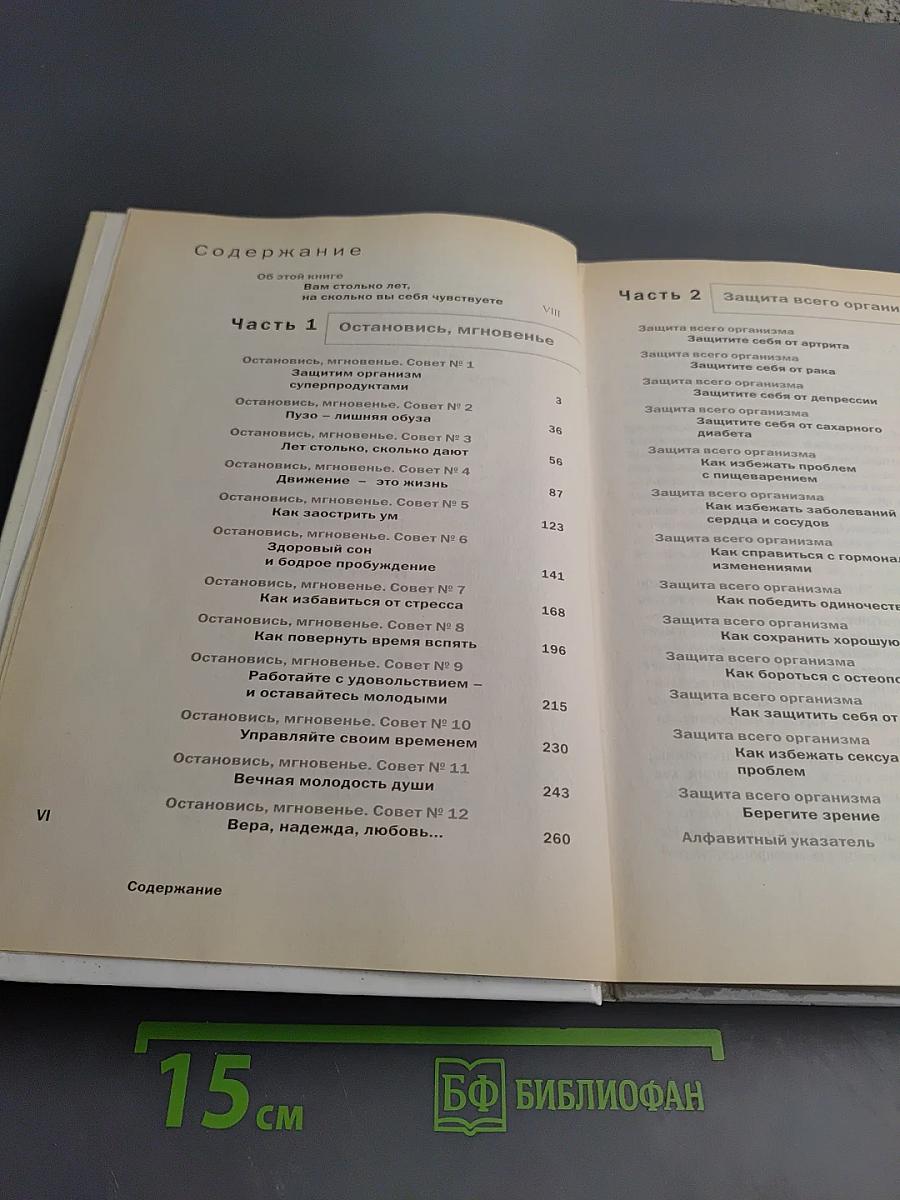 Содержание
Об этой книге
Вам столько лет,
на сколько вы себя чувствуете
VIII
Часть 1 Остановись, мгновенье
Остановись, мгновенье. Совет № 1
Защитим организм
суперпродуктами 3
Остановись, мгновенье. Совет № 2
Пузо – лишняя обуза 36
Остановись, мгновенье. Совет № 3
Лет столько, сколько дают 56
Остановись, мгновенье. Совет № 4
Движение – это жизнь 87
Остановись, мгновенье. Совет № 5
Как заострить ум 123
Остановись, мгновенье. Совет № 6
Здоровый сон
и бодрое пробуждение 141
Остановись, мгновенье. Совет № 7
Как избавиться от стресса 168
Остановись, мгновенье. Совет № 8
Как повернуть время вспять 196
Остановись, мгновенье. Совет № 9
Работайте с удовольствием –
и оставайтесь молодыми 215
Остановись, мгновенье. Совет № 10
Управляйте своим временем 230
Остановись, мгновенье. Совет № 11
Вечная молодость души 243
Остановись, мгновенье. Совет № 12
Вера, надежда, любовь... 260
VI
Содержание
Часть 2 Защита всего органи
Защита всего организма
Защитите себя от артрита
Защита всего организма
Защитите себя от рака
Защита всего организма
Защитите себя от депрессии
Защита всего организма
Защитите себя от сахарного
диабета
Защита всего организма
Как избежать проблем
с пищеварением
Защита всего организма
Как избежать заболеваний
сердца и сосудов
Защита всего организма
Как справиться с гормонал
изменениями
Защита всего организма
Как победить одиночеств
Защита всего организма
Как сохранить хорошую
Защита всего организма
Как бороться с остеопо
Защита всего организма
Как защитить себя от
Защита всего организма
Как избежать сексуа
проблем
Защита всего организма
Берегите зрение
Алфавитный указатель
15 см
БФ БИБЛИОФАН